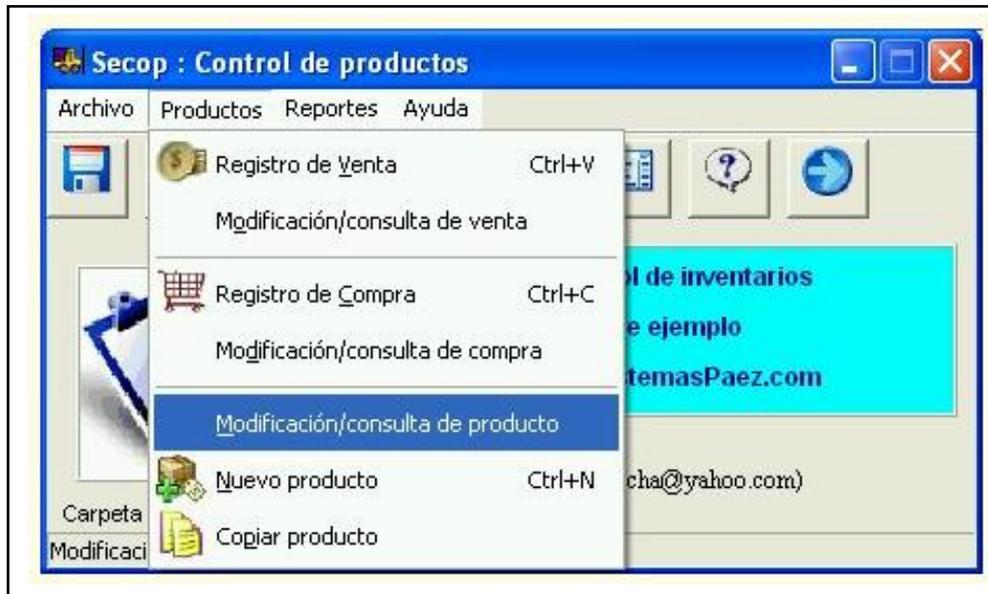 Secop : Control de productos
Archivo Productos Reportes Ayuda
Registro de Venta Ctrl+V
Modificación/consulta de venta
Registro de Compra Ctrl+C
Modificación/consulta de compra
Modificación/consulta de producto
Nuevo producto Ctrl+N
Copiar producto
l de inventarios
e ejemplo
temasPaez.com
cha@yahoo.com)
Carpeta
Modificaci